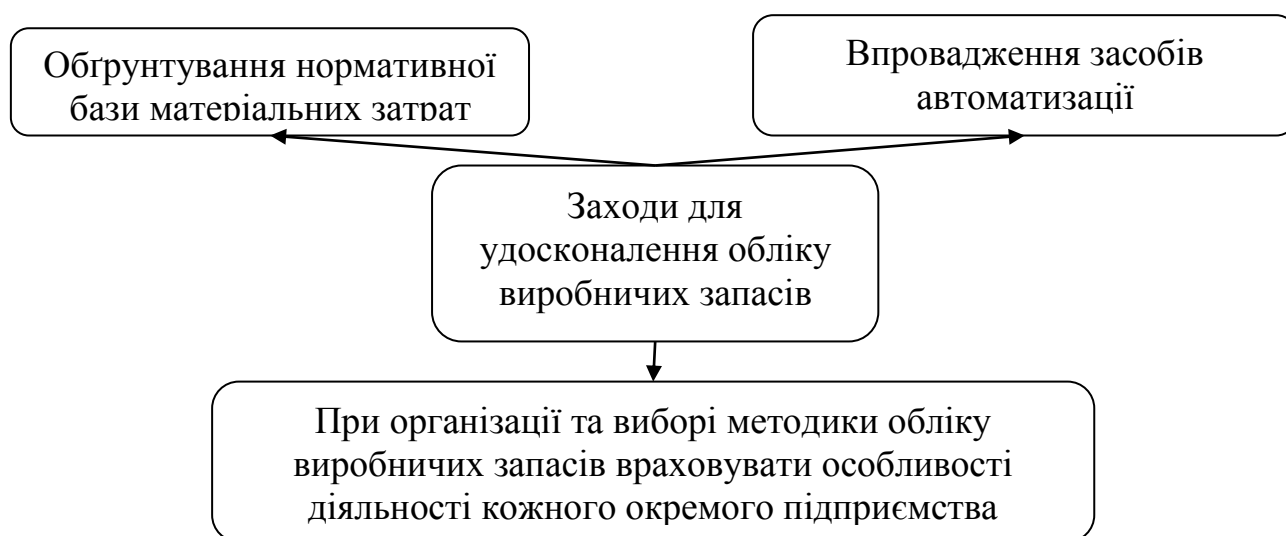 Обґрунтування нормативної
бази матеріальних затрат
Впровадження засобів
автоматизації
Заходи для
удосконалення обліку
виробничих запасів
При організації та виборі методики обліку
виробничих запасів враховувати особливості
діяльності кожного окремого підприємства